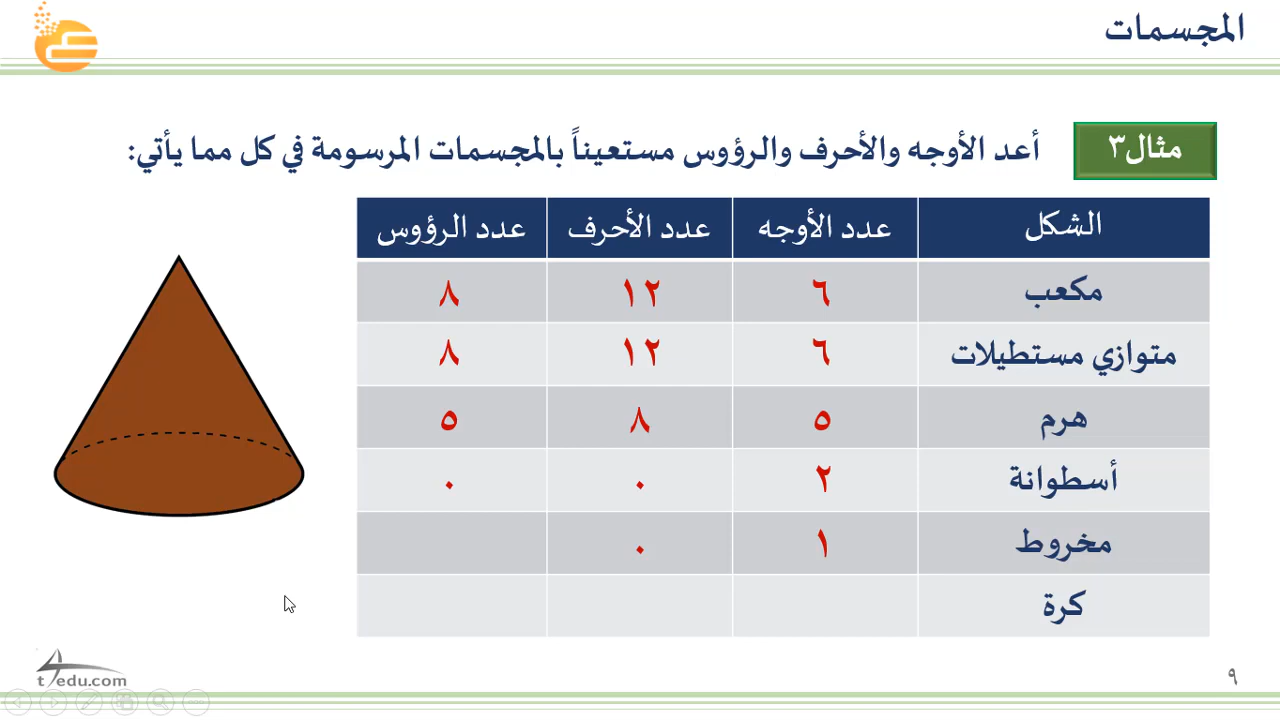 المجسمات
مثال٣ أعد الأوجه والأحرف والرؤوس مستعيناً بالمجسمات المرسومة في كل مما يأتي:
الشكل عدد الأوجه عدد الأحرف عدد الرؤوس
مكعب ٦ ١٢ ٨
متوازي مستطيلات ٦ ١٢ ٨
هرم ٥ ٨ ٥
أسطوانة ٢ ٠ ٠
مخروط ١ ٠
كرة
t4edu.com
٩